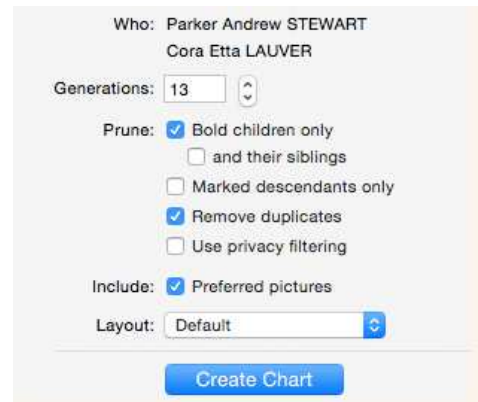 Who: Parker Andrew STEWART
Cora Etta LAUVER
Generations: 13
Prune: Bold children only
and their siblings
Marked descendants only
Remove duplicates
Use privacy filtering
Include: Preferred pictures
Layout: Default
Create Chart